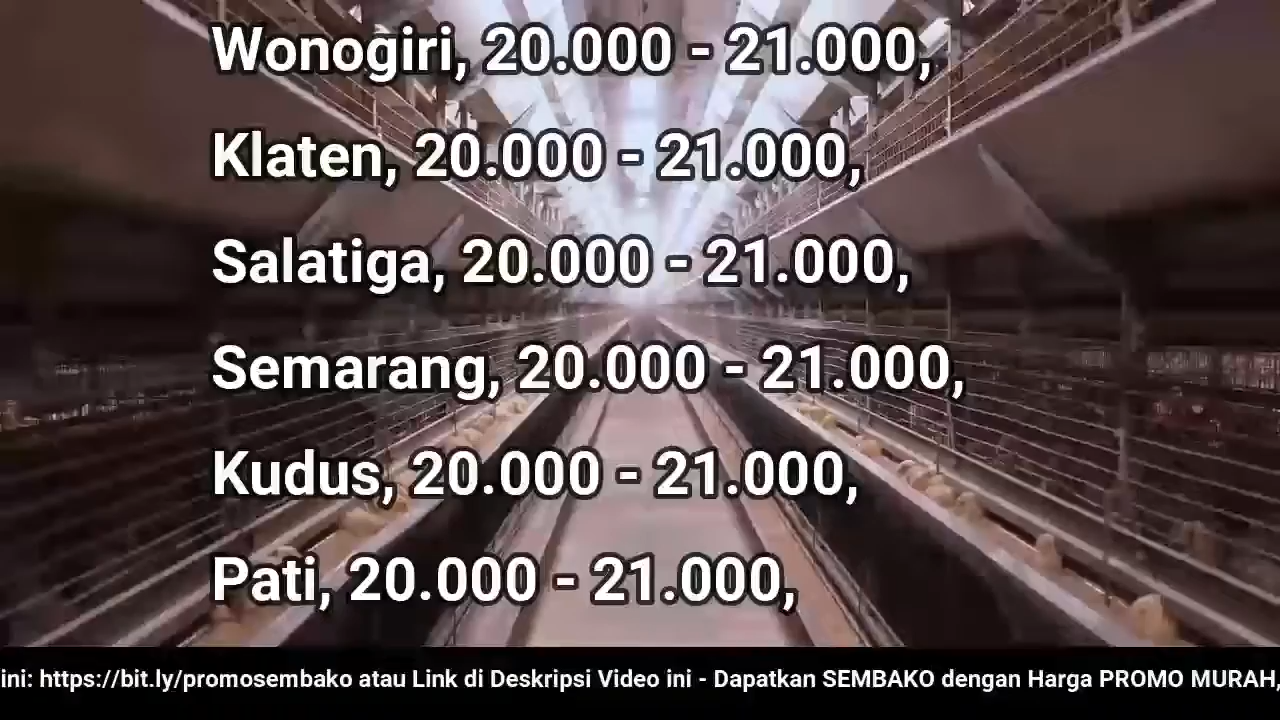 Wonogiri, 20.000 - 21.000,
Klaten, 20.000 - 21.000,
Salatiga, 20.000 - 21.000,
Semarang, 20.000 - 21.000,
Kudus, 20.000 - 21.000,
Pati, 20.000 - 21.000,
ini: https://bit.ly/promosembako atau Link di Deskripsi Video ini - Dapatkan SEMBAKO dengan Harga PROMO MURAH,